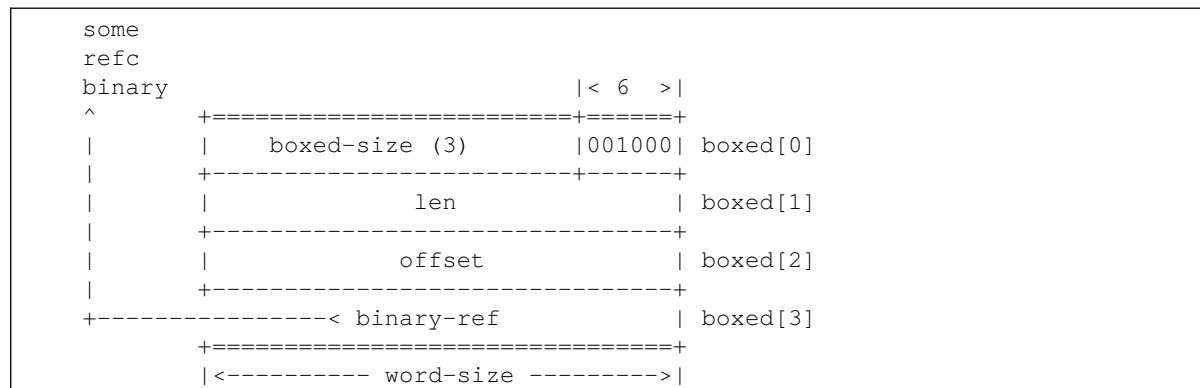 some
refc
binary                            |< 6  >|
^       +=========================+======+
|       |    boxed-size (3)       |001000| boxed[0]
|       +-------------------------+------+
|       |              len               | boxed[1]
|       +--------------------------------+
|       |             offset             | boxed[2]
|       +--------------------------------+
+----------------< binary-ref            | boxed[3]
        +================================+
        |<---------- word-size --------->|